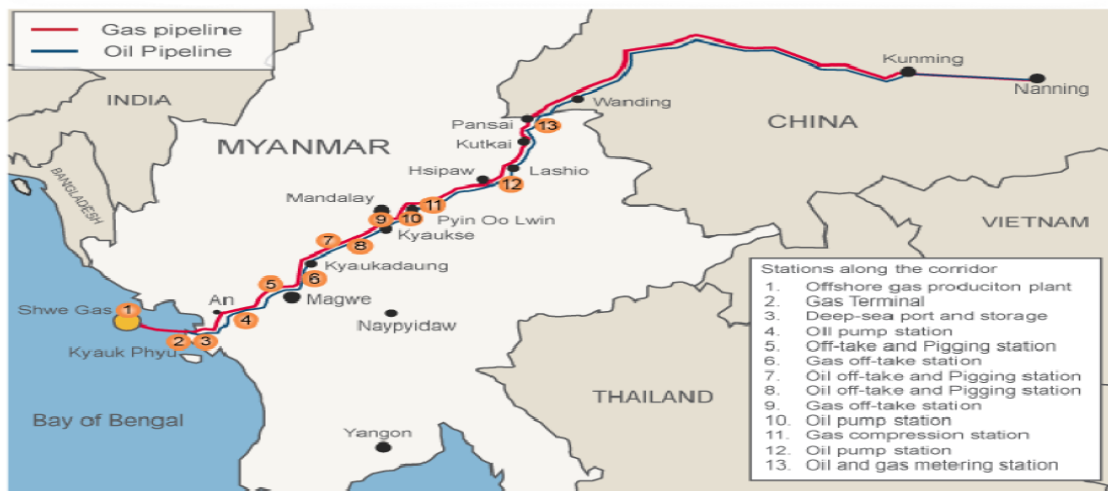 Gas pipeline
Oil Pipeline
INDIA
Kunming
Nanning
Wanding
Pansai
13
CHINA
MYANMAR
Kutkai
BANGLADESH
Hsipaw
Lashio
12
Mandalay
11
9
10
Pyin Oo Lwin
VIETNAM
Kyaukse
7
8
Kyaukadaung
5
6
Magwe
An
Shwe Gas
1
4
Naypyidaw
2
3
Kyauk Phyu
THAILAND
Bay of Bengal
Yangon
Stations along the corridor
1. Offshore gas produciton plant
2. Gas Terminal
3. Deep-sea port and storage
4. Oil pump station
5. Off-take and Pigging station
6. Gas off-take station
7. Oil off-take and Pigging station
8. Oil off-take and Pigging station
9. Gas off-take station
10. Oil pump station
11. Gas compression station
12. Oil pump station
13. Oil and gas metering station